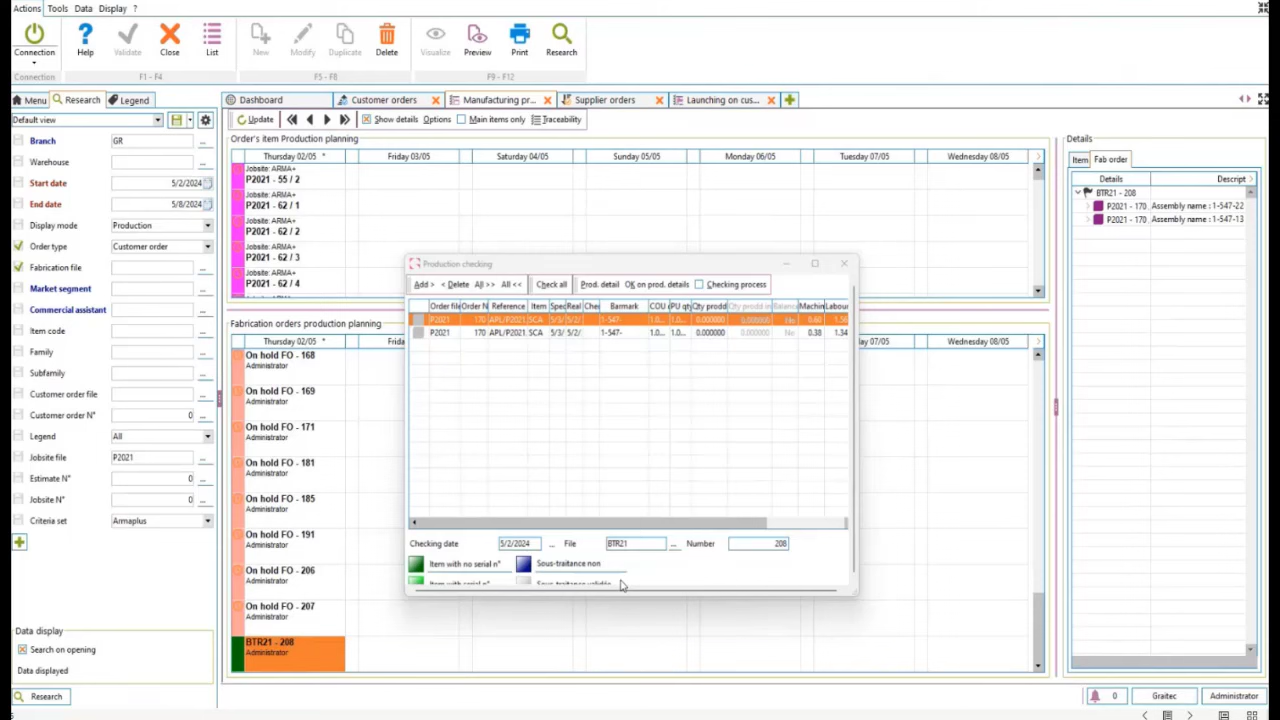 Actions Tools Data Display ?
Connection Help Validate Close List New Modify Duplicate Delete Visualize Preview Print Research
Connection F1 - F4 F5 - F8 F9 - F12
Menu Research Legend
Dashboard Customer orders Manufacturing pr... Supplier orders Launching on cus...
Default view
Update Show details Options Main items only Traceability
Branch GR
Warehouse
Start date 5/2/2024
End date 5/8/2024
Display mode Production
Order type Customer order
Fabrication file
Market segment
Commercial assistant
Item code
Family
Subfamily
Customer order file
Customer order N° 0
Legend All
Jobsite file P2021
Estimate N° 0
Jobsite N° 0
Criteria set Armaplus
Data display
Search on opening
Data displayed
Research
Order's item Production planning
Thursday 02/05 * Friday 03/05 Saturday 04/05 Sunday 05/05 Monday 06/05 Tuesday 07/05 Wednesday 08/05
Jobsite: ARMA+
P2021 - 55 / 2
Jobsite: ARMA+
P2021 - 62 / 1
Jobsite: ARMA+
P2021 - 62 / 2
Jobsite: ARMA+
P2021 - 62 / 3
Jobsite: ARMA+
P2021 - 62 / 4
Fabrication orders production planning
Thursday 02/05 * Frida ay 07/05 Wednesday 08/05
On hold FO - 168
Administrator
On hold FO - 169
Administrator
On hold FO - 171
Administrator
On hold FO - 181
Administrator
On hold FO - 185
Administrator
On hold FO - 191
Administrator
On hold FO - 206
Administrator
On hold FO - 207
Administrator
BTR21 - 208
Administrator
Production checking
Add > < Delete All >> All << Check all Prod. detail OK on prod. details Checking process
Order file Order N Reference Item Spec Real Chec Barmark COU PU qty Qty prodd Qty prodd in Balance Machin Labour
P2021 170 APL/P2021 SCA 5/3/ 5/2/ 1-547- 1.0... 1.0... 0.000000 0.000000 No 0.60
P2021 170 APL/P2021 SCA 5/3/ 5/2/ 1-547- 1.0... 1.0... 0.000000 0.000000 No 0.38 1.34
Checking date 5/2/2024 ... File BTR21 ... Number 208
Item with no serial n° Sous-traitance non
Item with serial n° Sous-traitance validée
Details
Item Fab order
Details Descript
BTR21 - 208
P2021 - 170 Assembly name : 1-547-22
P2021 - 170 Assembly name : 1-547-13
0 Graitec Administrator